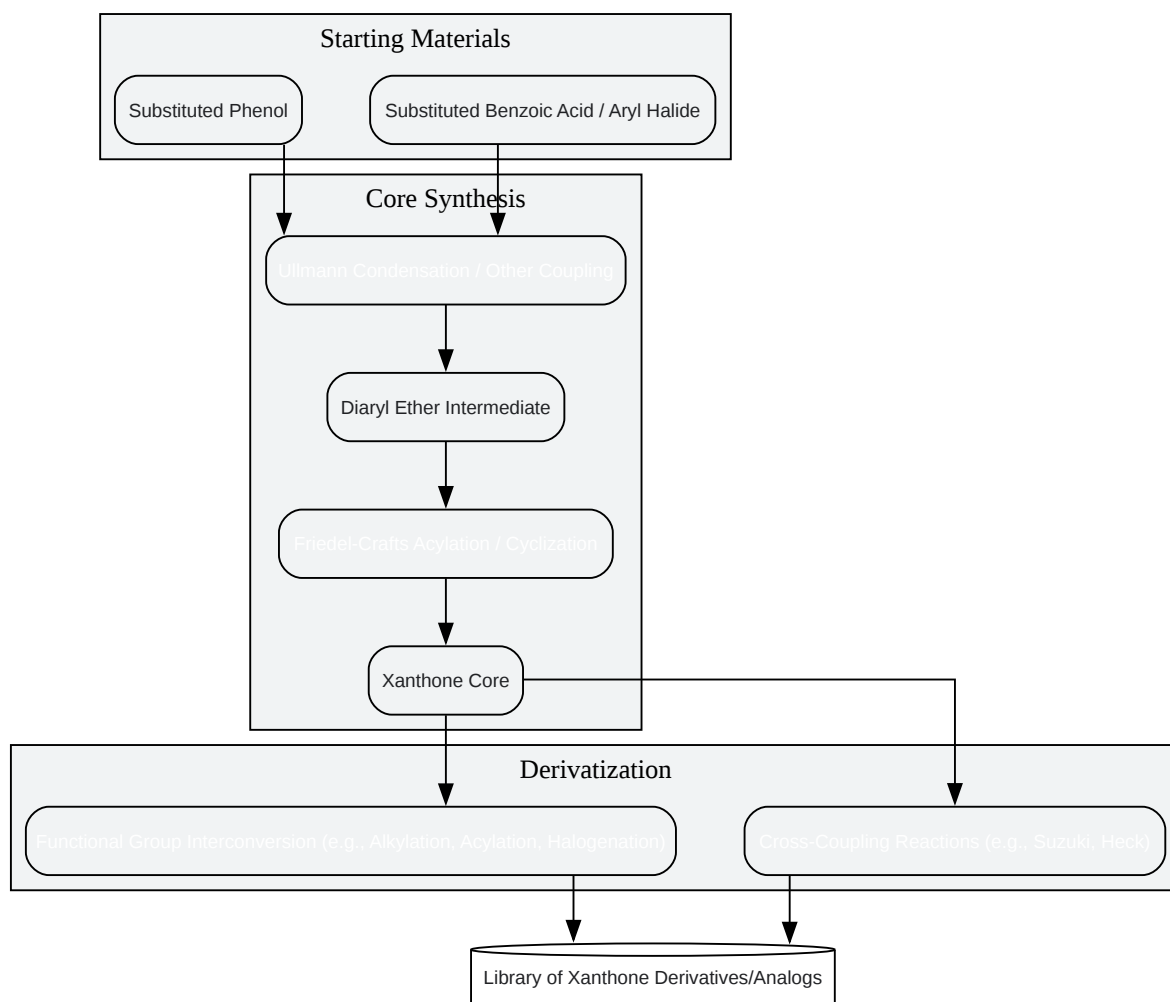 Starting Materials
Substituted Phenol
Substituted Benzoic Acid / Aryl Halide
Core Synthesis
Ullmann Condensation / Other Coupling
Diaryl Ether Intermediate
Friedel-Crafts Acylation / Cyclization
Xanthone Core
Derivatization
Functional Group Interconversion (e.g., Alkylation, Acylation, Halogenation)
Cross-Coupling Reactions (e.g., Suzuki, Heck)
Library of Xanthone Derivatives/Analogs